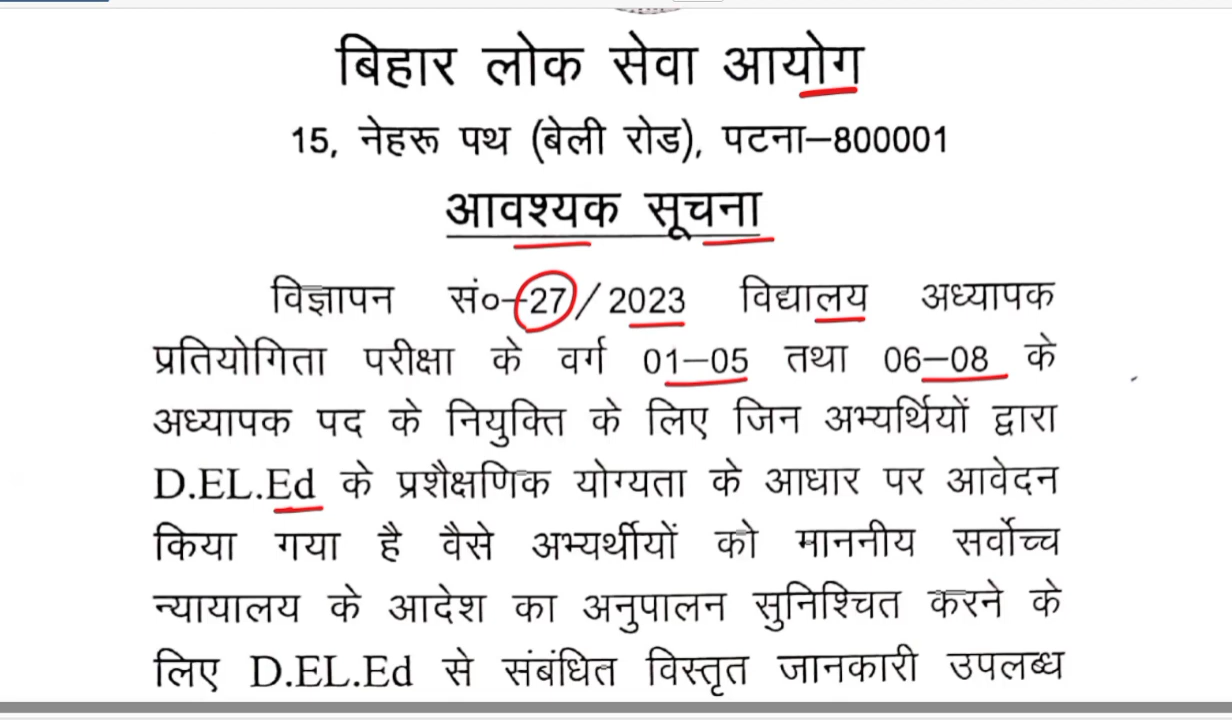 बिहार लोक सेवा आयोग
15, नेहरू पथ (बेली रोड), पटना–800001
आवश्यक सूचना
विज्ञापन सं०–27/2023 विद्यालय अध्यापक
प्रतियोगिता परीक्षा के वर्ग 01–05 तथा 06–08 के
अध्यापक पद के नियुक्ति के लिए जिन अभ्यर्थियों द्वारा
D.EL.Ed के प्रशैक्षणिक योग्यता के आधार पर आवेदन
किया गया है वैसे अभ्यर्थीयों को माननीय सर्वोच्च
न्यायालय के आदेश का अनुपालन सुनिश्चित करने के
लिए D.EL.Ed से संबंधित विस्तृत जानकारी उपलब्ध